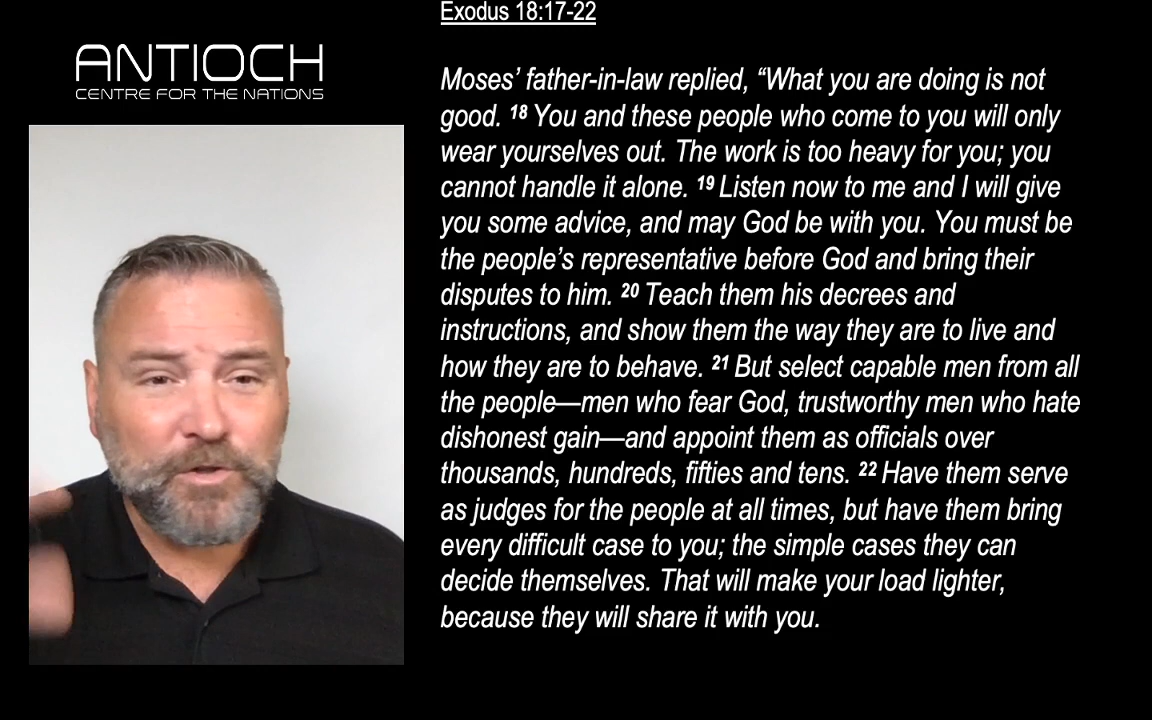 ANTIOCH
CENTRE FOR THE NATIONS
Exodus 18:17-22
Moses’ father-in-law replied, “What you are doing is not
good. 18 You and these people who come to you will only
wear yourselves out. The work is too heavy for you; you
cannot handle it alone. 19 Listen now to me and I will give
you some advice, and may God be with you. You must be
the people’s representative before God and bring their
disputes to him. 20 Teach them his decrees and
instructions, and show them the way they are to live and
how they are to behave. 21 But select capable men from all
the people—men who fear God, trustworthy men who hate
dishonest gain—and appoint them as officials over
thousands, hundreds, fifties and tens. 22 Have them serve
as judges for the people at all times, but have them bring
every difficult case to you; the simple cases they can
decide themselves. That will make your load lighter,
because they will share it with you.